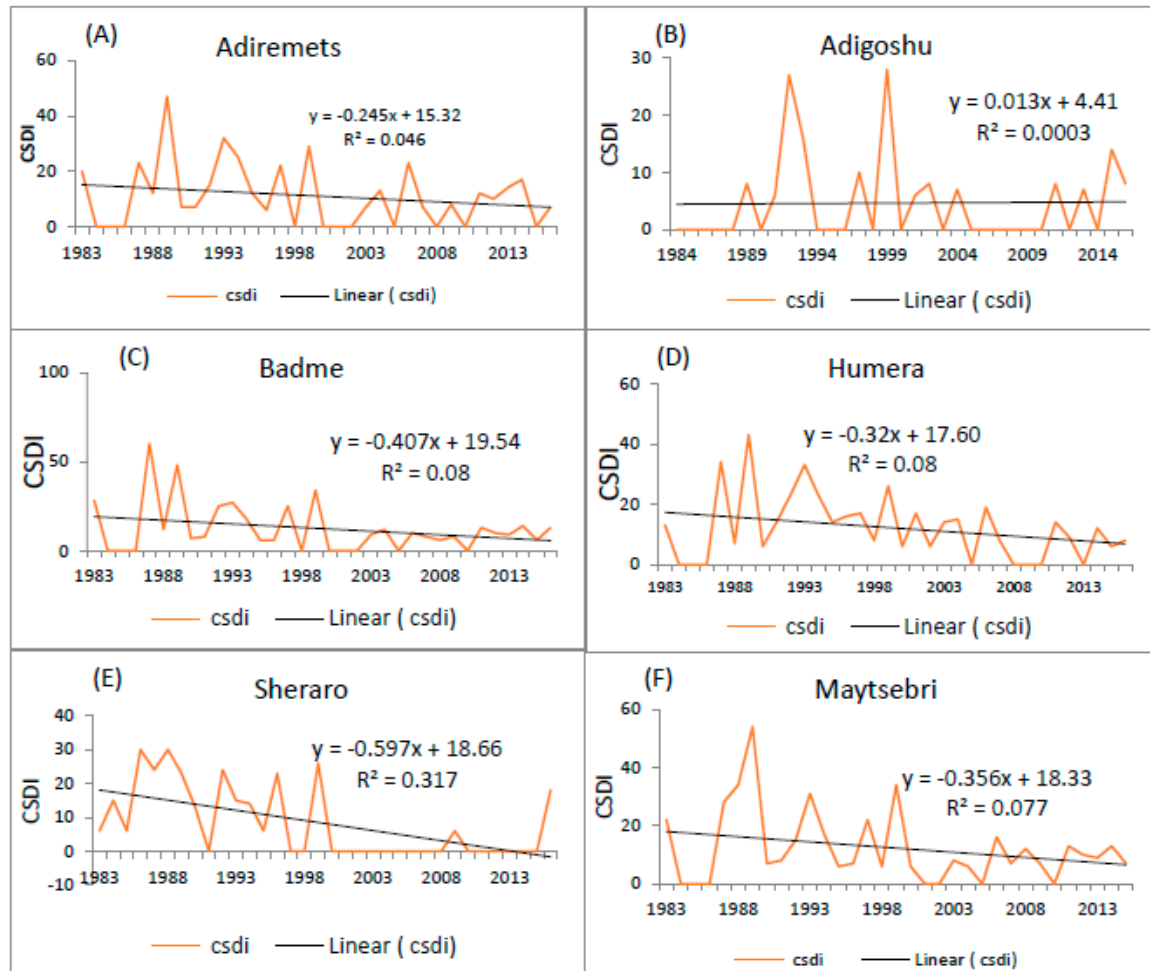 (A)
Adiremets
60
40
20
0
CSDI
y = -0.245x + 15.32
R² = 0.046
1983 1988 1993 1998 2003 2008 2013
csdi Linear ( csdi)
(B)
Adigoshu
30
20
10
0
CSDI
y = 0.013x + 4.41
R² = 0.0003
1984 1989 1994 1999 2004 2009 2014
csdi Linear ( csdi)
(C)
Badme
100
50
0
CSDI
y = -0.407x + 19.54
R² = 0.08
1983 1988 1993 1998 2003 2008 2013
csdi Linear ( csdi)
(D)
Humera
60
40
20
0
CSDI
y = -0.32x + 17.60
R² = 0.08
1983 1988 1993 1998 2003 2008 2013
csdi Linear ( csdi)
(E)
Sheraro
40
30
20
10
0
-10
CSDI
y = -0.597x + 18.66
R² = 0.317
1983 1988 1993 1998 2003 2008 2013
csdi Linear ( csdi)
(F)
Maytsebri
60
40
20
0
CSDI
y = -0.356x + 18.33
R² = 0.077
1983 1988 1993 1998 2003 2008 2013
csdi Linear ( csdi)